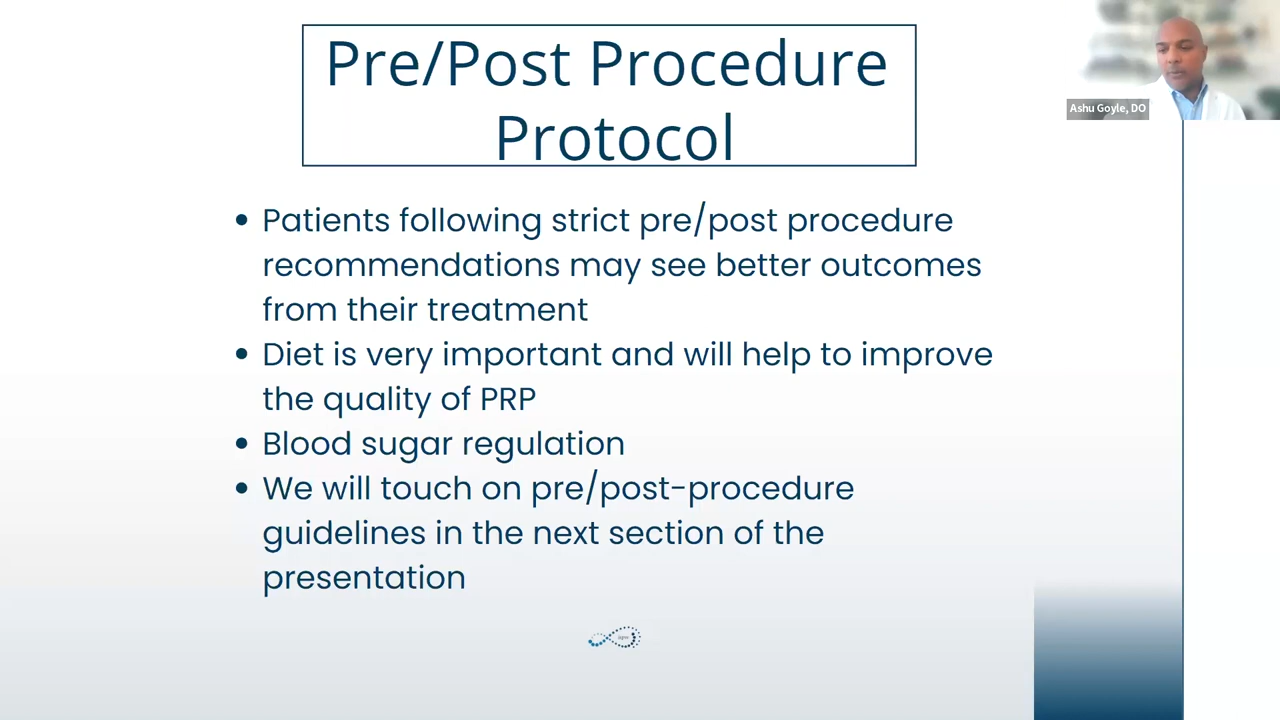 Pre/Post Procedure
Protocol
Ashu Goyle, DO
• Patients following strict pre/post procedure
recommendations may see better outcomes
from their treatment
• Diet is very important and will help to improve
the quality of PRP
• Blood sugar regulation
• We will touch on pre/post-procedure
guidelines in the next section of the
presentation